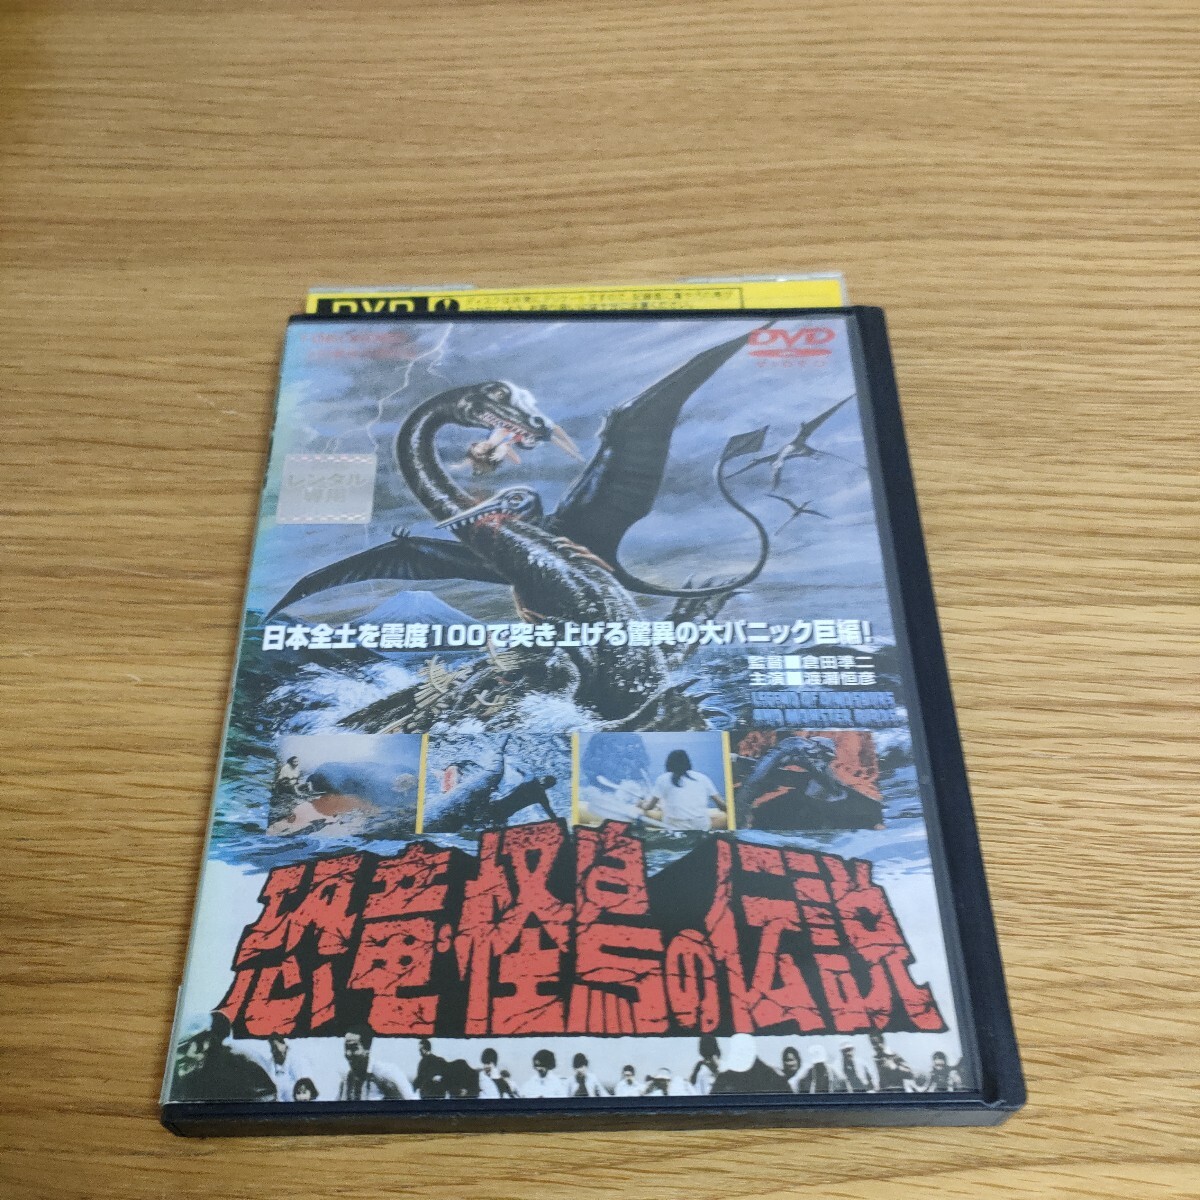 DVD
DVD
VIDEO
レンタル
専用
日本全土を震度100で突き上げる驚異の大パニック巨編!
監督■倉田準二
主演■渡瀬恒彦
LEGEND OF DINOSAURS
AND MONSTER BIRDS
恐竜・怪鳥の伝説